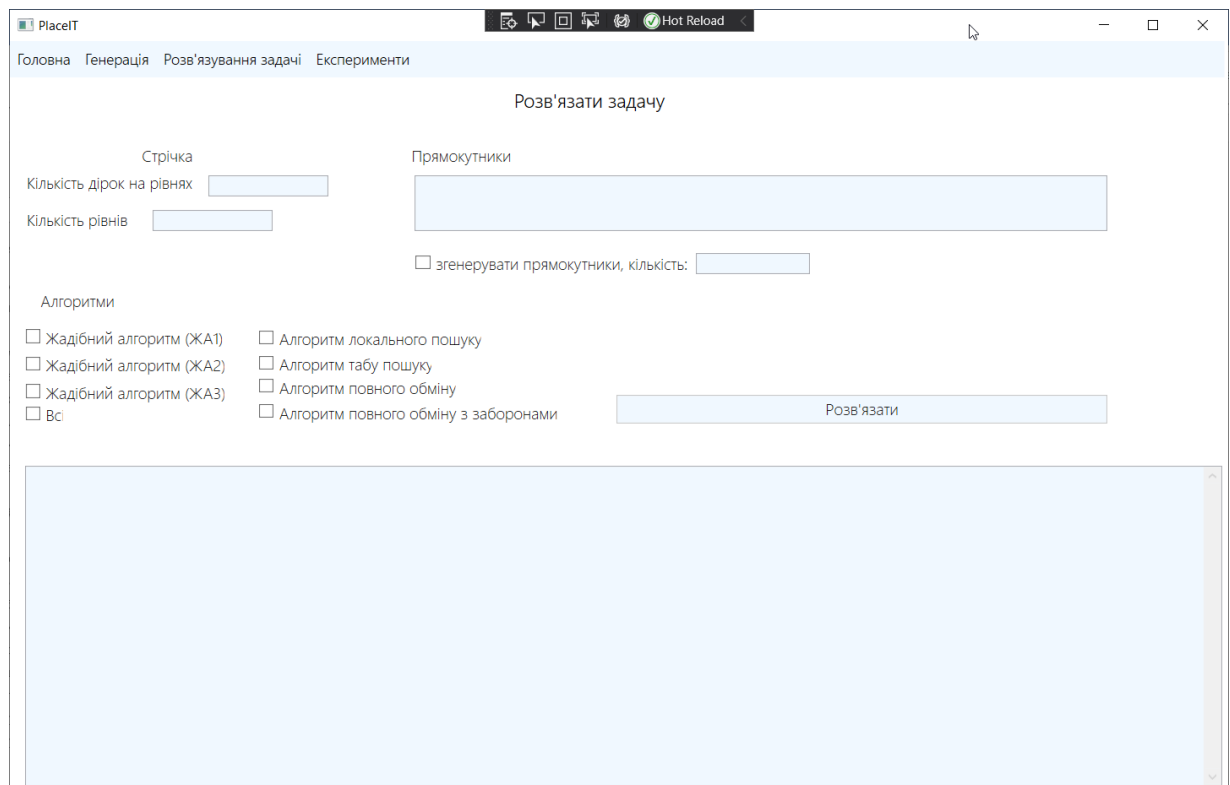 PlaceIT
Hot Reload
Головна Генерація Розв'язування задачі Експерименти
Розв'язати задачу
Стрічка
Прямокутники
Кількість дірок на рівнях
Кількість рівнів
згенерувати прямокутники, кількість:
Алгоритми
Жадібний алгоритм (ЖА1)
Жадібний алгоритм (ЖА2)
Жадібний алгоритм (ЖА3)
Всі
Алгоритм локального пошуку
Алгоритм табу пошуку
Алгоритм повного обміну
Алгоритм повного обміну з заборонами
Розв'язати